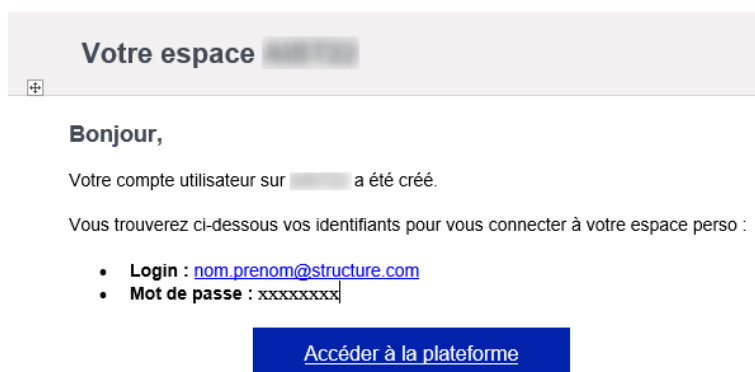 Votre espace
Bonjour,
Votre compte utilisateur sur a été créé.
Vous trouverez ci-dessous vos identifiants pour vous connecter à votre espace perso :
• Login : nom.prenom@structure.com
• Mot de passe : xxxxxxxx
Accéder à la plateforme